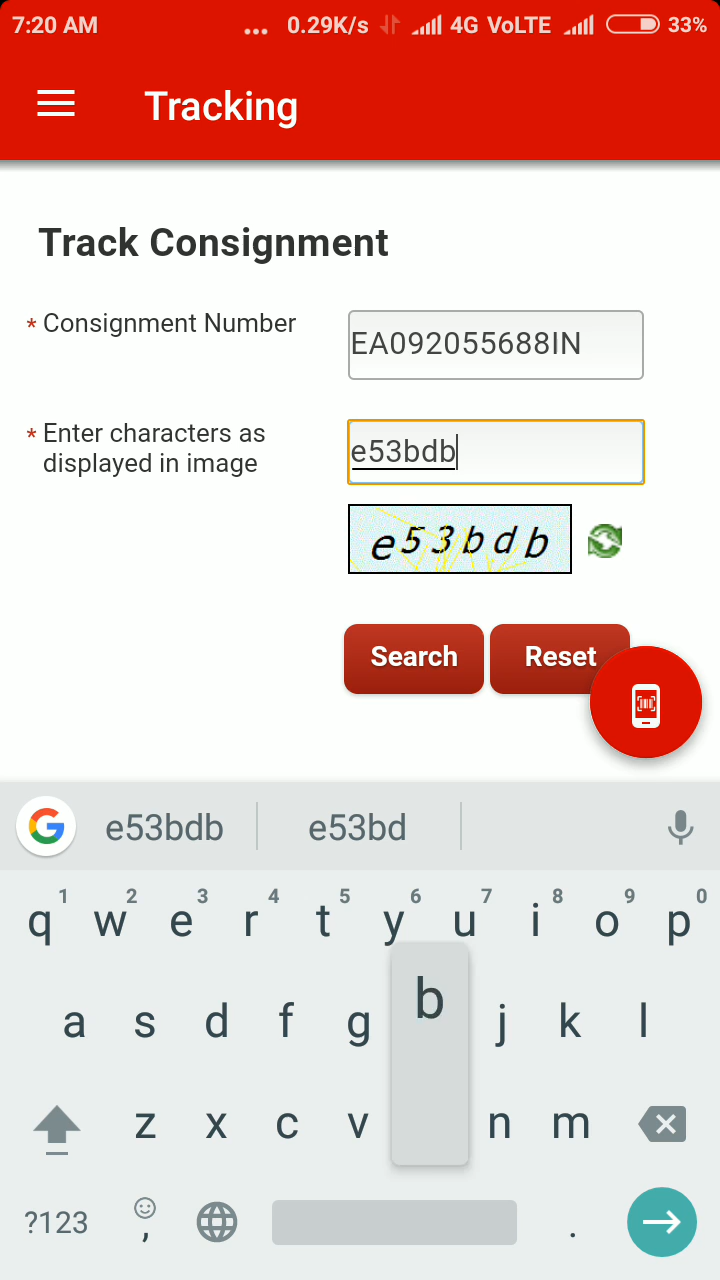 7:20 AM ... 0.29K/s 4G VoLTE 33%
Tracking
Track Consignment
* Consignment Number
EA092055688IN
* Enter characters as
displayed in image
e53bdb
e53bdb
Search Reset
G e53bdb e53bd
1 2 3 4 5 6 7 8 9 0
q w e r t y u i o p
a s d f g b j k l
z x c v n m
?123 , .